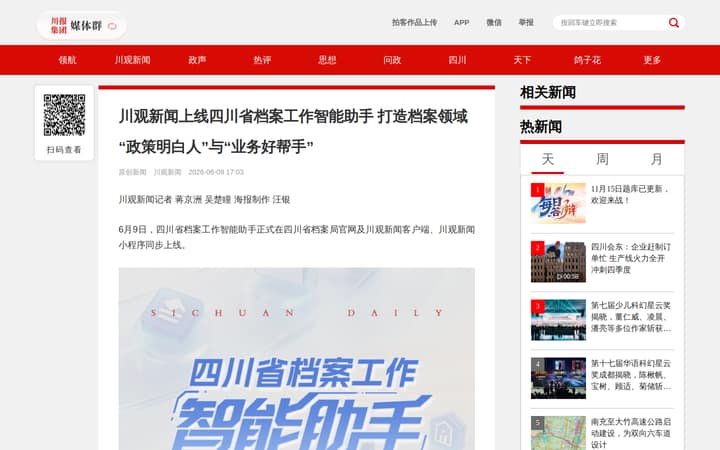 川报
集团
媒体群
拍客作品上传 APP 微信 举报
按回车键立即搜索
领航 川观新闻 政声 热评 思想 问政 四川 天下 鸽子花 更多
扫码查看
川观新闻上线四川省档案工作智能助手 打造档案领域
“政策明白人”与“业务好帮手”
原创新闻 川观新闻 2026-06-09 17:03
川观新闻记者 蒋京洲 吴楚瞳 海报制作 汪银
6月9日，四川省档案工作智能助手正式在四川省档案局官网及川观新闻客户端、川观新闻
小程序同步上线。
SICHUAN DAILY
四川省档案工作
智能助手
相关新闻
热新闻
天 周 月
1
11月15日题库已更新，
欢迎来战！
2
00:58
四川会东：企业赶制订
单忙 生产线火力全开
冲刺四季度
3
第七届少儿科幻星云奖
揭晓，董仁威、凌晨、
潘亮等多位作家斩获…
4
第十七届华语科幻星云
奖成都揭晓，陈楸帆、
宝树、顾适、菊储斩…
5
南充至大竹高速公路启
动建设，为双向六车道
设计